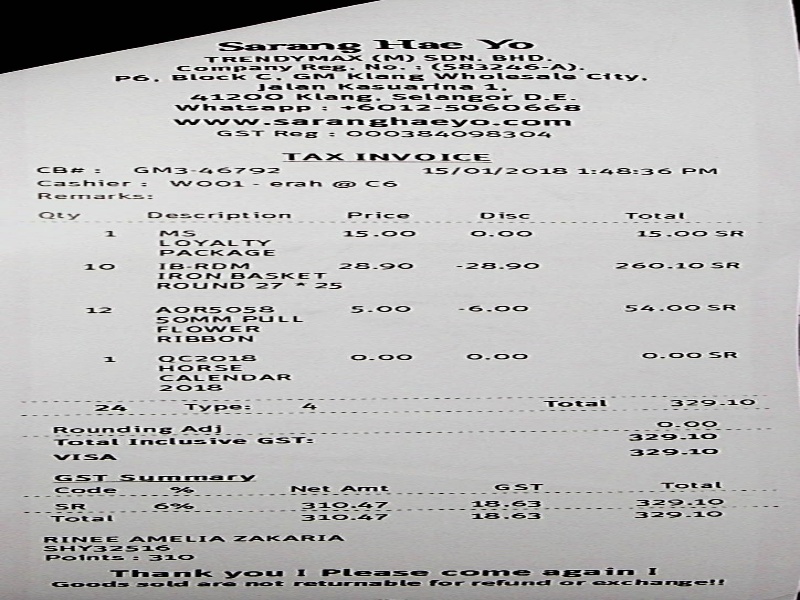 Sarang Hae Yo
TRENDYMAX (M) SDN. BHD.
Company Reg. No. : (583246-A).
P6, Block C, GM Klang Wholesale City,
Jalan Kasuarina 1,
41200 Klang, Selangor D.E.
Whatsapp : +6012-5060668
www.saranghaeyo.com
GST Reg : 000384098304
TAX INVOICE
CB# : GM3-46792 15/01/2018 1:48:36 PM
Cashier : W001 - erah @ C6
Remarks:
Qty Description Price Disc Total
1 MS 15.00 0.00 15.00 SR
LOYALTY
PACKAGE
10 IB-RDM 28.90 -28.90 260.10 SR
IRON BASKET
ROUND 27 * 25
12 AOR5058 5.00 -6.00 54.00 SR
50MM PULL
FLOWER
RIBBON
1 QC2018 0.00 0.00 0.00 SR
HORSE
CALENDAR
2018
24 Type: 4 Total 329.10
Rounding Adj 0.00
Total Inclusive GST: 329.10
VISA 329.10
GST Summary
Code % Net Amt GST Total
SR 6% 310.47 18.63 329.10
Total 310.47 18.63 329.10
RINEE AMELIA ZAKARIA
SHY32516
Points : 310
Thank you ! Please come again !
Goods sold are not returnable for refund or exchange!!